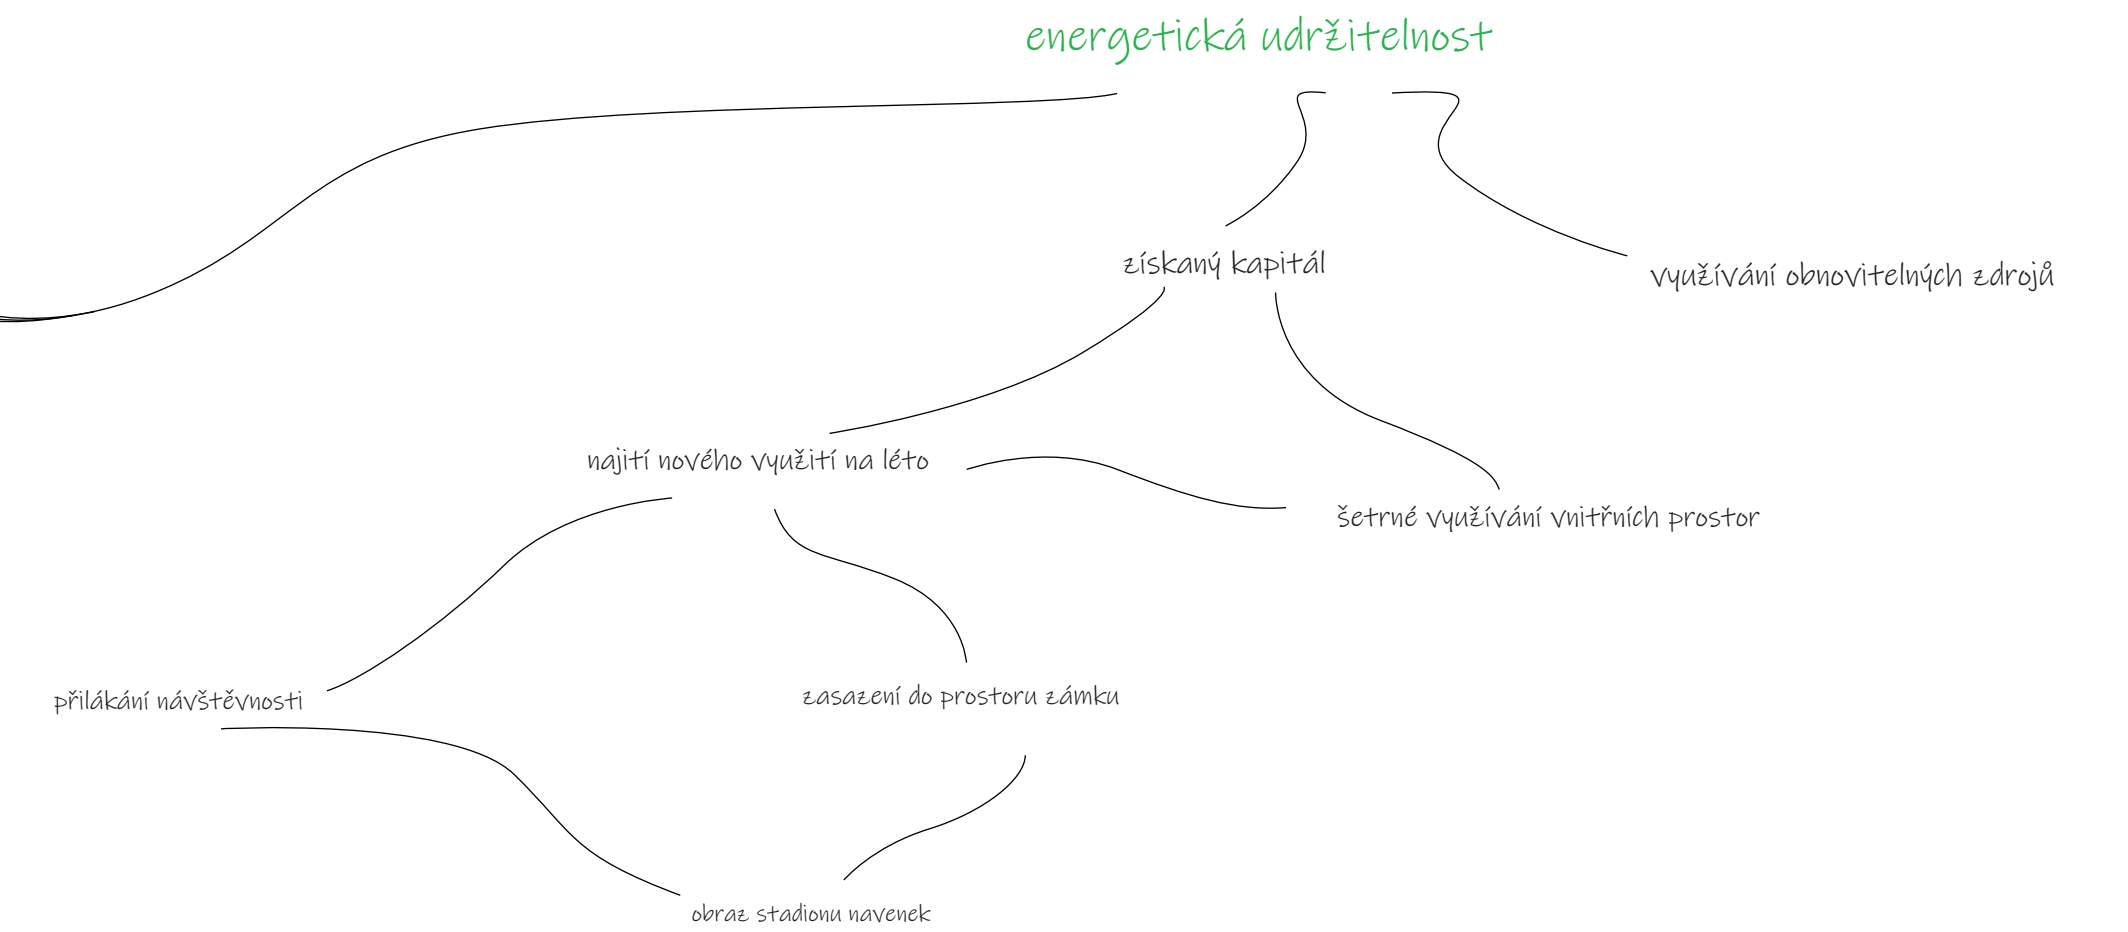 energetická udržitelnost
získaný kapitál
využívání obnovitelných zdrojů
najití nového využití na léto
šetrné využívání vnitřních prostor
přilákání návštěvnosti
zasazení do prostoru zámku
obraz stadionu navenek